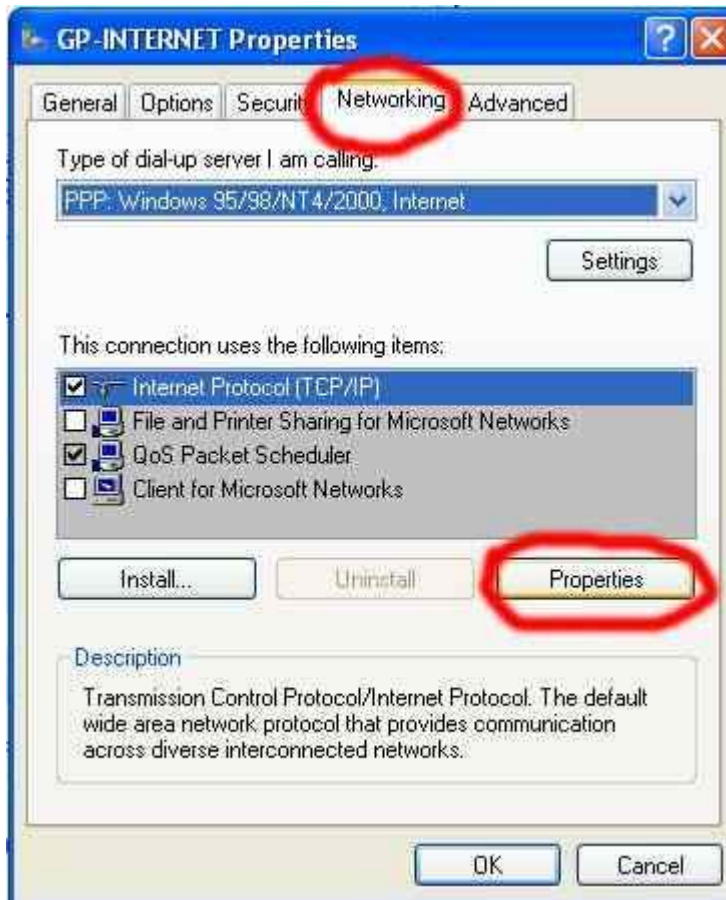 GP-INTERNET Properties
General Options Security Networking Advanced
Type of dial-up server I am calling:
PPP: Windows 95/98/NT4/2000, Internet
Settings
This connection uses the following items:
Internet Protocol (TCP/IP)
File and Printer Sharing for Microsoft Networks
QoS Packet Scheduler
Client for Microsoft Networks
Install... Uninstall Properties
Description
Transmission Control Protocol/Internet Protocol. The default
wide area network protocol that provides communication
across diverse interconnected networks.
OK Cancel